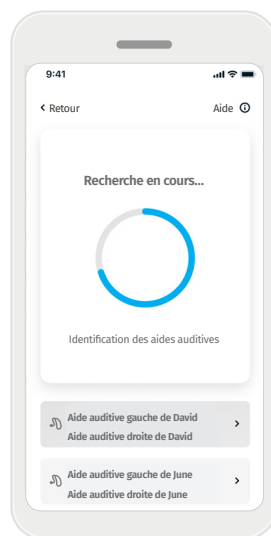 9:41
Retour Aide
Recherche en cours...
Identification des aides auditives
Aide auditive gauche de David
Aide auditive droite de David
Aide auditive gauche de June
Aide auditive droite de June